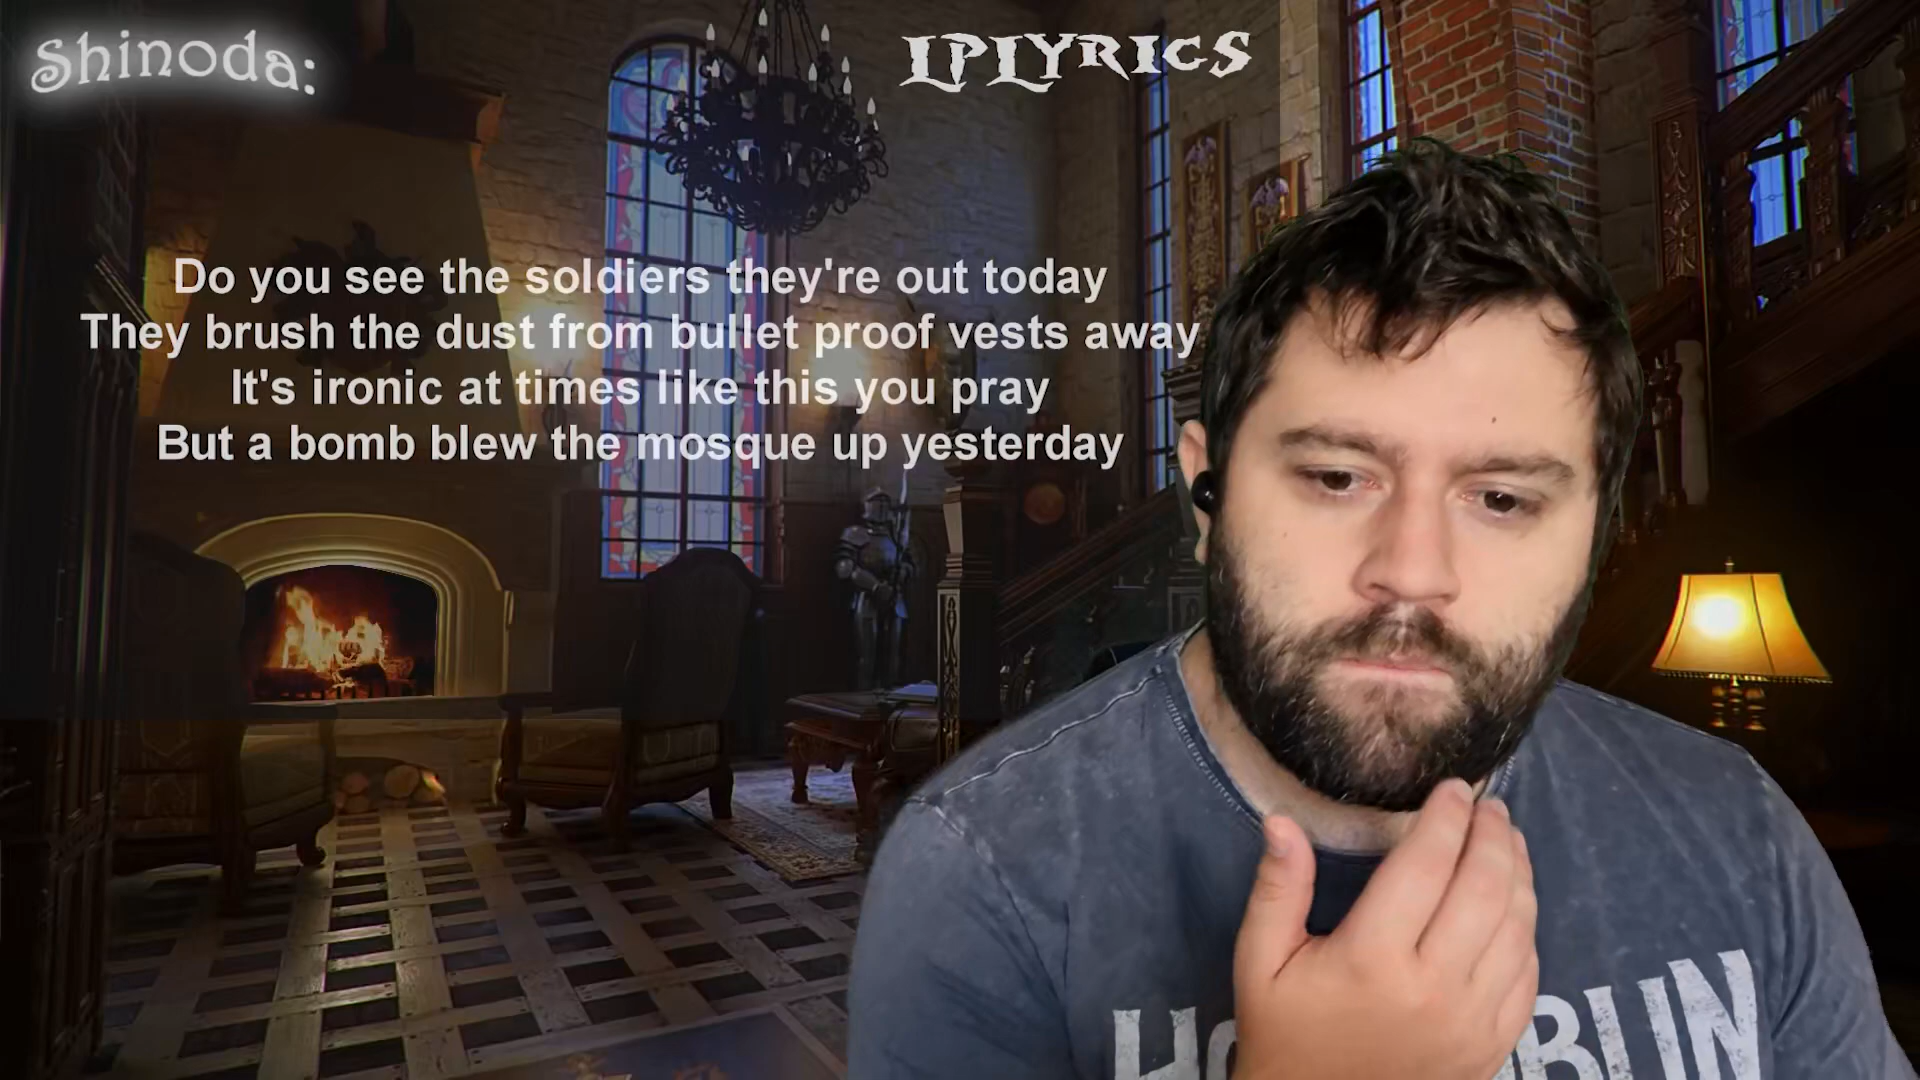 Shinoda:
LPLYRICS
Do you see the soldiers they're out today
They brush the dust from bullet proof vests away
It's ironic at times like this you pray
But a bomb blew the mosque up yesterday